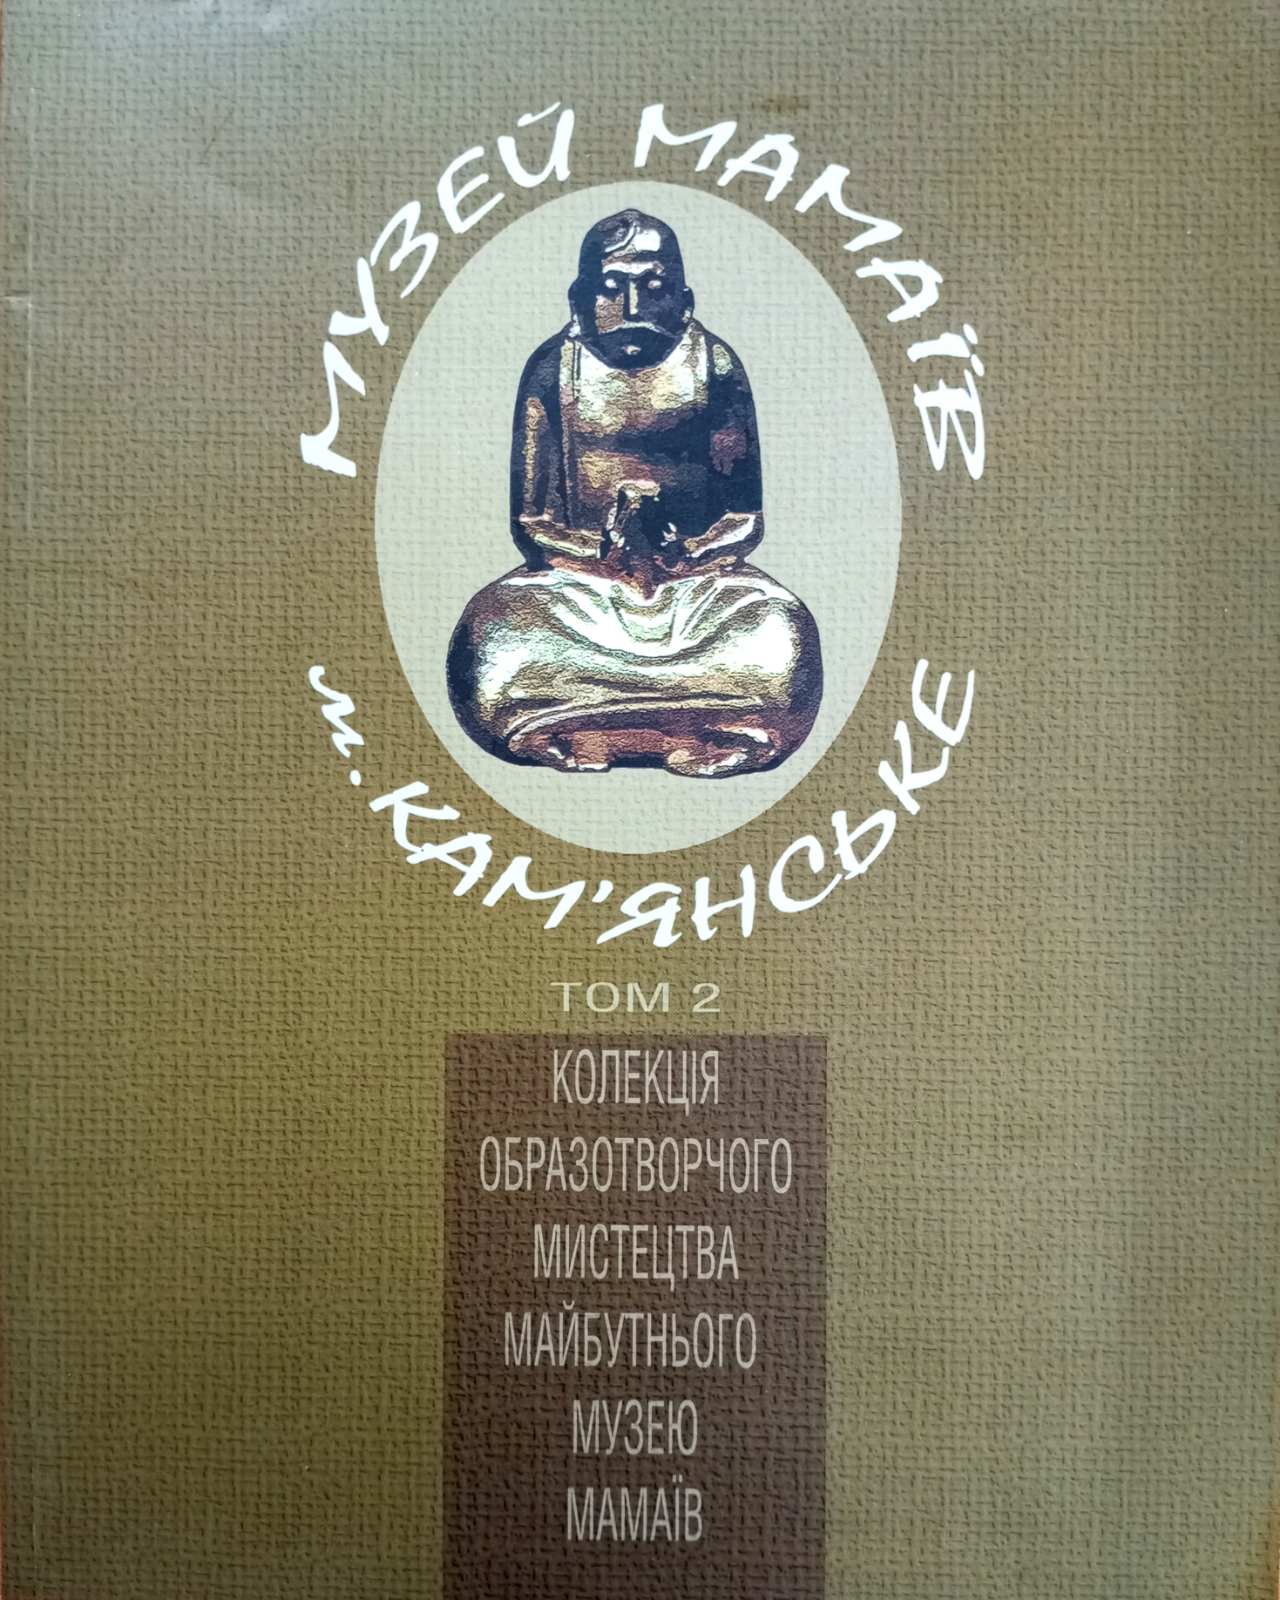 МУЗЕЙ МАМАЇВ
м. КАМ'ЯНСЬКЕ
ТОМ 2
КОЛЕКЦІЯ
ОБРАЗОТВОРЧОГО
МИСТЕЦТВА
МАЙБУТНЬОГО
МУЗЕЮ
МАМАЇВ